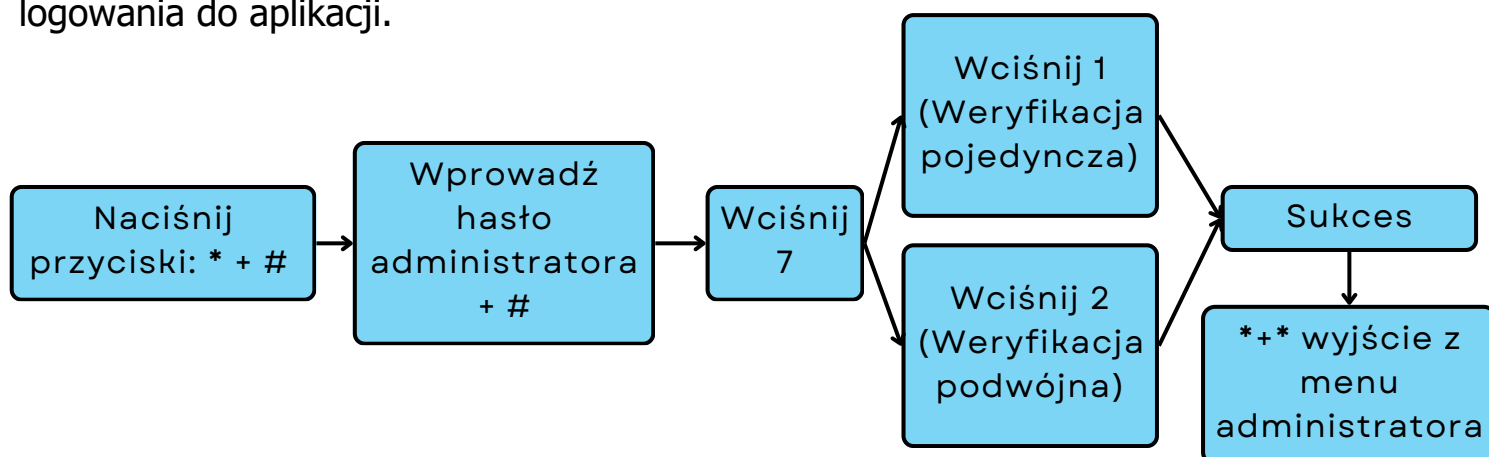 logowania do aplikacji.
Naciśnij
przyciski: * + #
Wprowadź
hasło
administratora
+ #
Wciśnij
7
Wciśnij 1
(Weryfikacja
pojedyncza)
Wciśnij 2
(Weryfikacja
podwójna)
Sukces
*+* wyjście z
menu
administratora